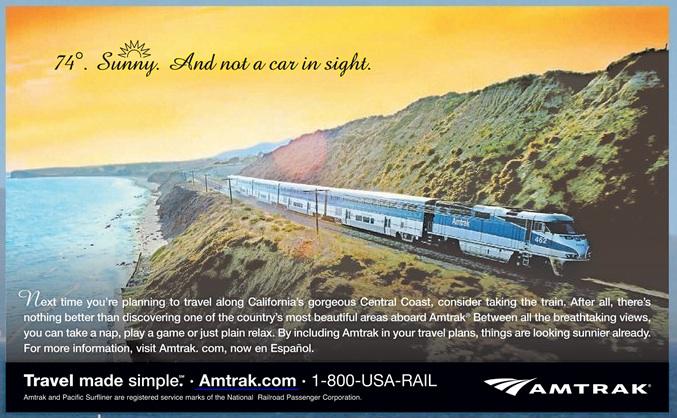 74°. Sunny. And not a car in sight.
Amtrak
462
Next time you're planning to travel along California's gorgeous Central Coast, consider taking the train. After all, there's
nothing better than discovering one of the country's most beautiful areas aboard Amtrak® Between all the breathtaking views,
you can take a nap, play a game or just plain relax. By including Amtrak in your travel plans, things are looking sunnier already.
For more information, visit Amtrak. com, now en Español.
Travel made simple.℠ · Amtrak.com · 1-800-USA-RAIL
AMTRAK®
Amtrak and Pacific Surfliner are registered service marks of the National Railroad Passenger Corporation.